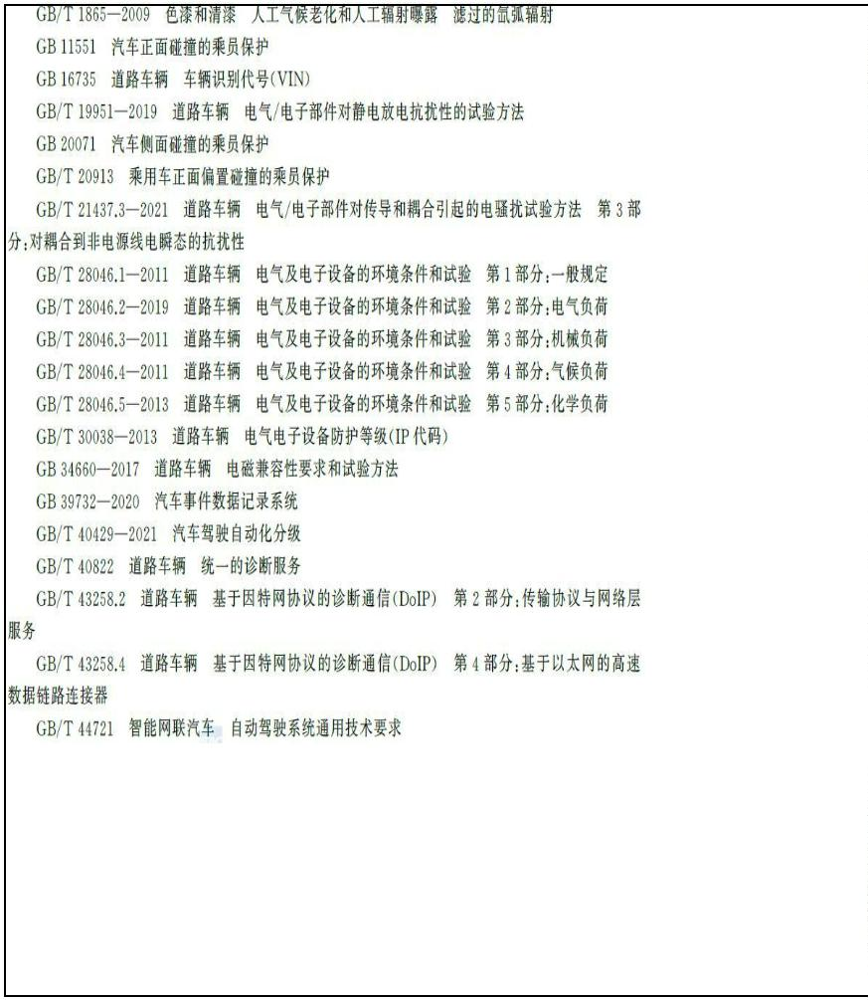 GB/T 1865—2009 色漆和清漆 人工气候老化和人工辐射曝露 滤过的氙弧辐射
GB 11551 汽车正面碰撞的乘员保护
GB 16735 道路车辆 车辆识别代号(VIN)
GB/T 19951—2019 道路车辆 电气/电子部件对静电放电抗扰性的试验方法
GB 20071 汽车侧面碰撞的乘员保护
GB/T 20913 乘用车正面偏置碰撞的乘员保护
GB/T 21437.3—2021 道路车辆 电气/电子部件对传导和耦合引起的电骚扰试验方法 第3部
分:对耦合到非电源线电瞬态的抗扰性
GB/T 28046.1—2011 道路车辆 电气及电子设备的环境条件和试验 第1部分:一般规定
GB/T 28046.2—2019 道路车辆 电气及电子设备的环境条件和试验 第2部分:电气负荷
GB/T 28046.3—2011 道路车辆 电气及电子设备的环境条件和试验 第3部分:机械负荷
GB/T 28046.4—2011 道路车辆 电气及电子设备的环境条件和试验 第4部分:气候负荷
GB/T 28046.5—2013 道路车辆 电气及电子设备的环境条件和试验 第5部分:化学负荷
GB/T 30038—2013 道路车辆 电气电子设备防护等级(IP代码)
GB 34660—2017 道路车辆 电磁兼容性要求和试验方法
GB 39732—2020 汽车事件数据记录系统
GB/T 40429—2021 汽车驾驶自动化分级
GB/T 40822 道路车辆 统一的诊断服务
GB/T 43258.2 道路车辆 基于因特网协议的诊断通信(DoIP) 第2部分:传输协议与网络层
服务
GB/T 43258.4 道路车辆 基于因特网协议的诊断通信(DoIP) 第4部分:基于以太网的高速
数据链路连接器
GB/T 44721 智能网联汽车 自动驾驶系统通用技术要求